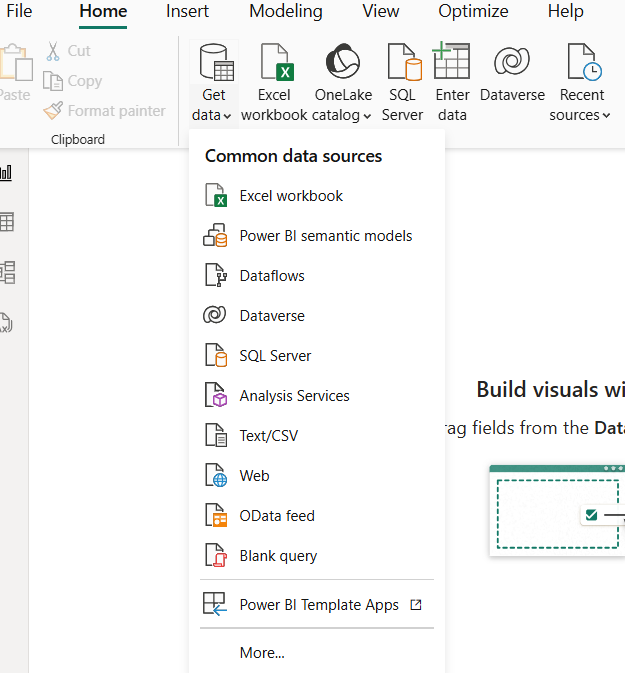 File Home Insert Modeling View Optimize Help
Cut
Paste
Copy
Format painter
Clipboard
Get data
Excel workbook
OneLake catalog
SQL Server
Enter data
Dataverse
Recent sources
Common data sources
Excel workbook
Power BI semantic models
Dataflows
Dataverse
SQL Server
Analysis Services
Text/CSV
Web
OData feed
Blank query
Power BI Template Apps
More...
Build visuals wi
rag fields from the Data